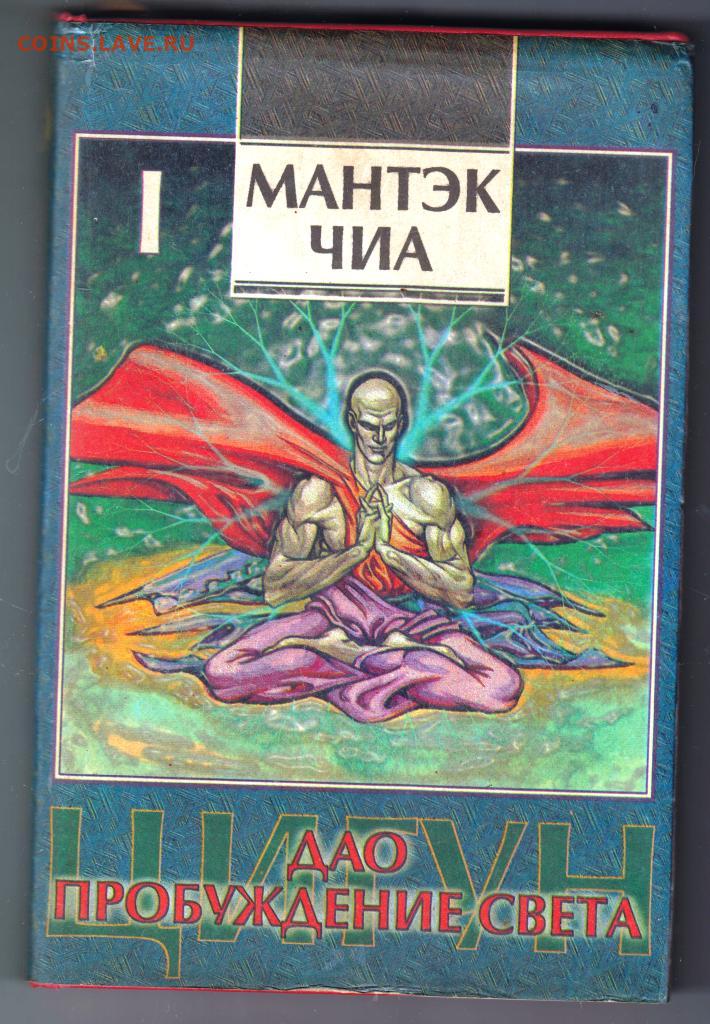 COINS.LAVE.RU
I
МАНТЭК
ЧИА
ЦИГУН
ДАО
ПРОБУЖДЕНИЕ СВЕТА